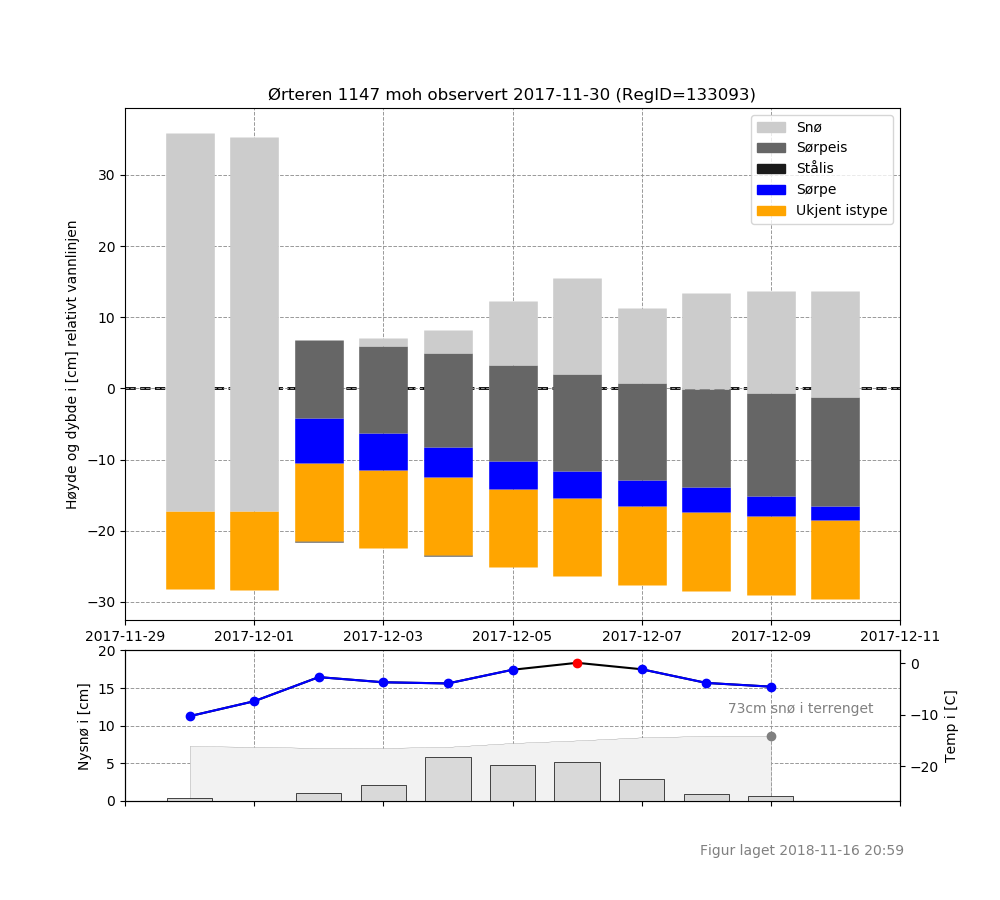 Ørteren 1147 moh observert 2017-11-30 (RegID=133093)
Høyde og dybde i [cm] relativt vannlinjen
30
20
10
0
−10
−20
−30
Snø
Sørpeis
Stålis
Sørpe
Ukjent istype
2017-11-29 2017-12-01 2017-12-03 2017-12-05 2017-12-07 2017-12-09 2017-12-11
Nysnø i [cm]
20
15
10
5
0
73cm snø i terrenget
0
−10
−20
Temp i [C]
Figur laget 2018-11-16 20:59